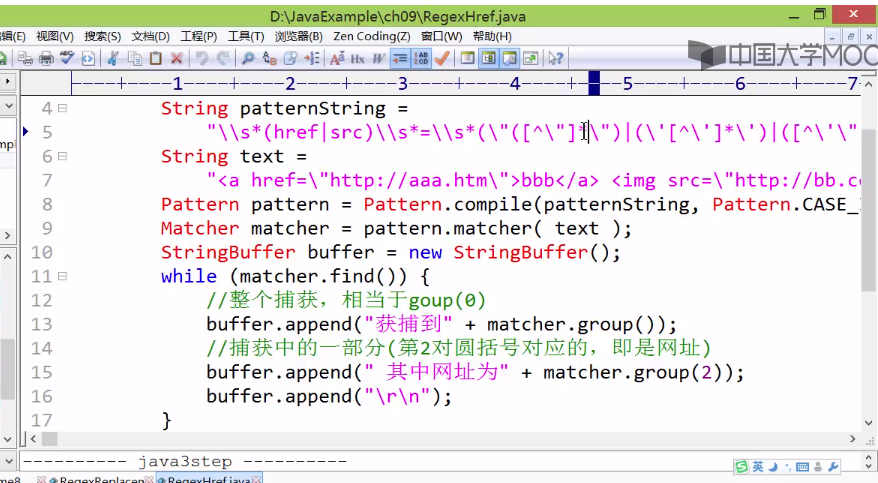 D:\JavaExample\ch09\RegexHref.java
编辑(E) 视图(V) 搜索(S) 文档(D) 工程(P) 工具(T) 浏览器(B) Zen Coding(Z) 窗口(W) 帮助(H)
中国大学MOO
1 2 3 4 5 6 7
4 String patternString =
5 "\\s*(href|src)\\s*=\\s*(\"([^\"]*\")|(\'[^\']*\')|([^\'\"
6 String text =
7 "<a href=\"http://aaa.htm\">bbb</a> <img src=\"http://bb.co
8 Pattern pattern = Pattern.compile(patternString, Pattern.CASE_
9 Matcher matcher = pattern.matcher( text );
10 StringBuffer buffer = new StringBuffer();
11 while (matcher.find()) {
12 //整个捕获，相当于goup(0)
13 buffer.append("获捕到" + matcher.group());
14 //捕获中的一部分(第2对圆括号对应的，即是网址)
15 buffer.append(" 其中网址为" + matcher.group(2));
16 buffer.append("\r\n");
17 }
---------- java3step ----------
英
RegexReplacen RegexHref.java